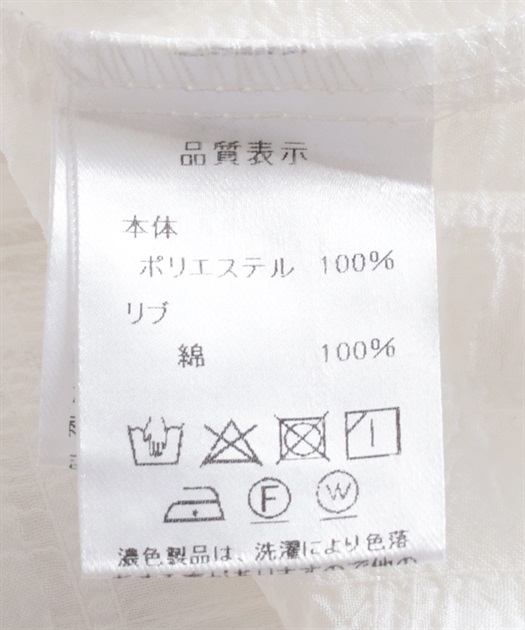 品質表示
本体
ポリエステル 100%
リブ
綿 100%
F W
濃色製品は、洗濯により色落